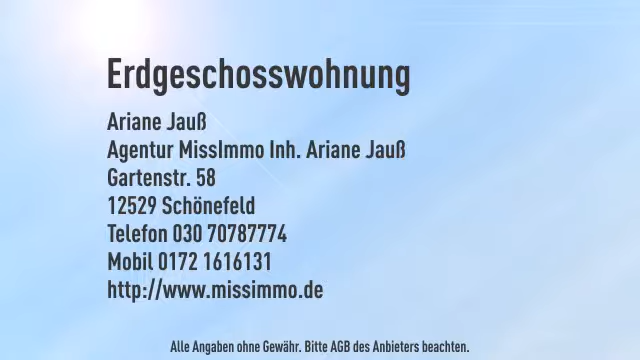 Erdgeschosswohnung
Ariane Jauß
Agentur MissImmo Inh. Ariane Jauß
Gartenstr. 58
12529 Schönefeld
Telefon 030 70787774
Mobil 0172 1616131
http://www.missimmo.de
Alle Angaben ohne Gewähr. Bitte AGB des Anbieters beachten.